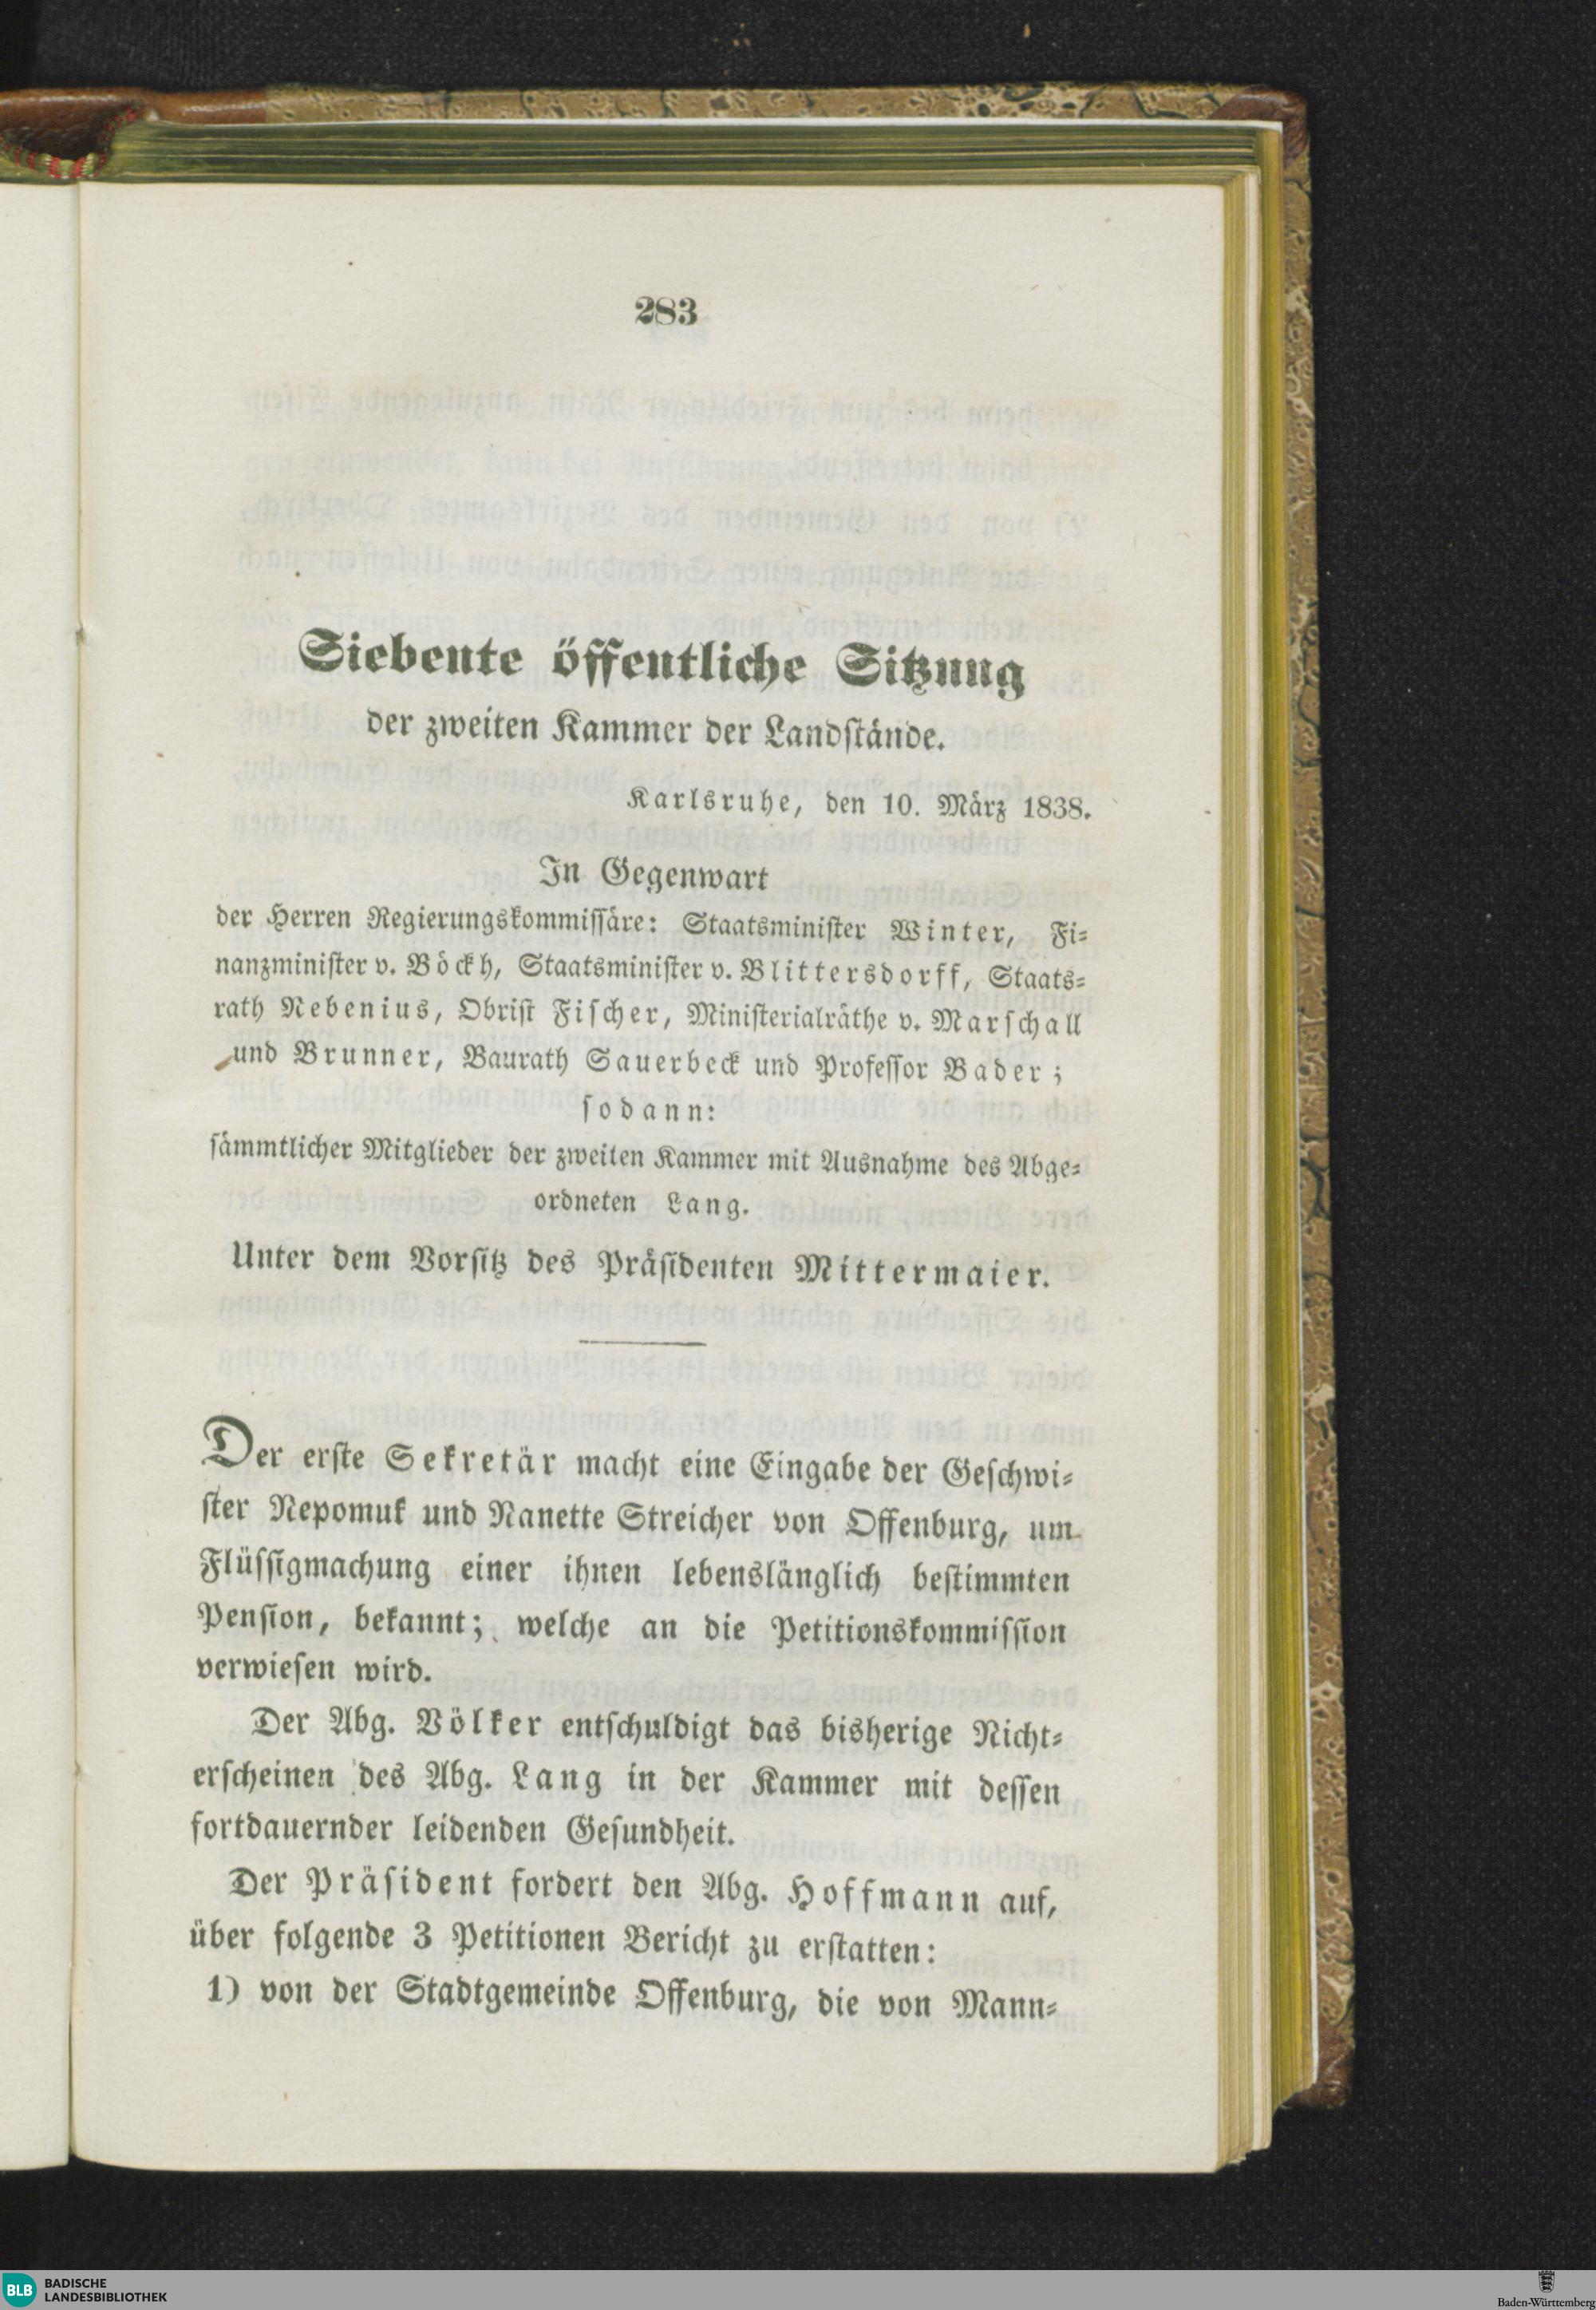 283
Siebente öffentliche Sitzung
der zweiten Kammer der Landstände.
Karlsruhe, den 10. März 1838.
In Gegenwart
der Herren Regierungskommissäre: Staatsminister Winter, Fi-
nanzminister v. Böckh, Staatsminister v. Blittersdorff, Staats-
rath Nebenius, Obrist Fischer, Ministerialräthe v. Marschall
und Brunner, Baurath Sauerbeck und Professor Bader;
sodann:
sämmtlicher Mitglieder der zweiten Kammer mit Ausnahme des Abge-
ordneten Lang.
Unter dem Vorsitz des Präsidenten Mittermaier.
Der erste Sekretär macht eine Eingabe der Geschwi-
ster Nepomuk und Nanette Streicher von Offenburg, um
Flüssigmachung einer ihnen lebenslänglich bestimmten
Pension, bekannt; welche an die Petitionskommission
verwiesen wird.
Der Abg. Völker entschuldigt das bisherige Nicht-
erscheinen des Abg. Lang in der Kammer mit dessen
fortdauernder leidenden Gesundheit.
Der Präsident fordert den Abg. Hoffmann auf,
über folgende 3 Petitionen Bericht zu erstatten:
1) von der Stadtgemeinde Offenburg, die von Mann-
BLB BADISCHE
LANDESBIBLIOTHEK
Baden-Württemberg